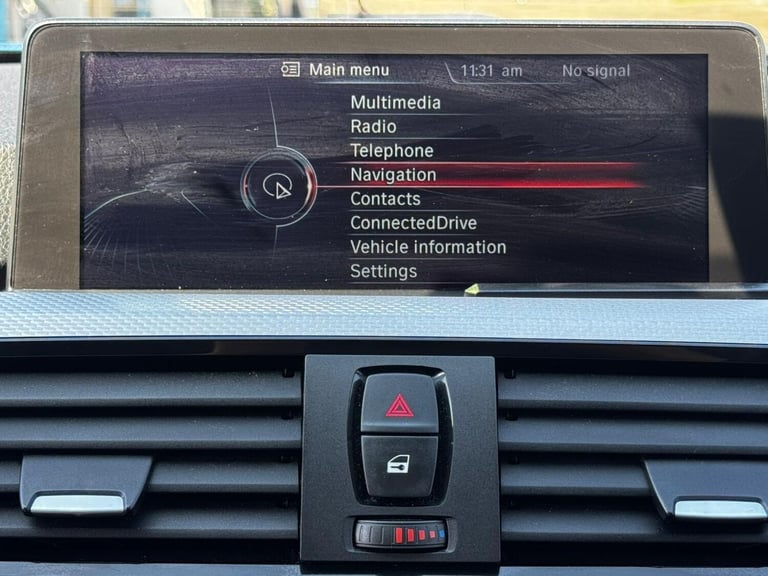 Main menu 11:31 am No signal
Multimedia
Radio
Telephone
Navigation
Contacts
ConnectedDrive
Vehicle information
Settings